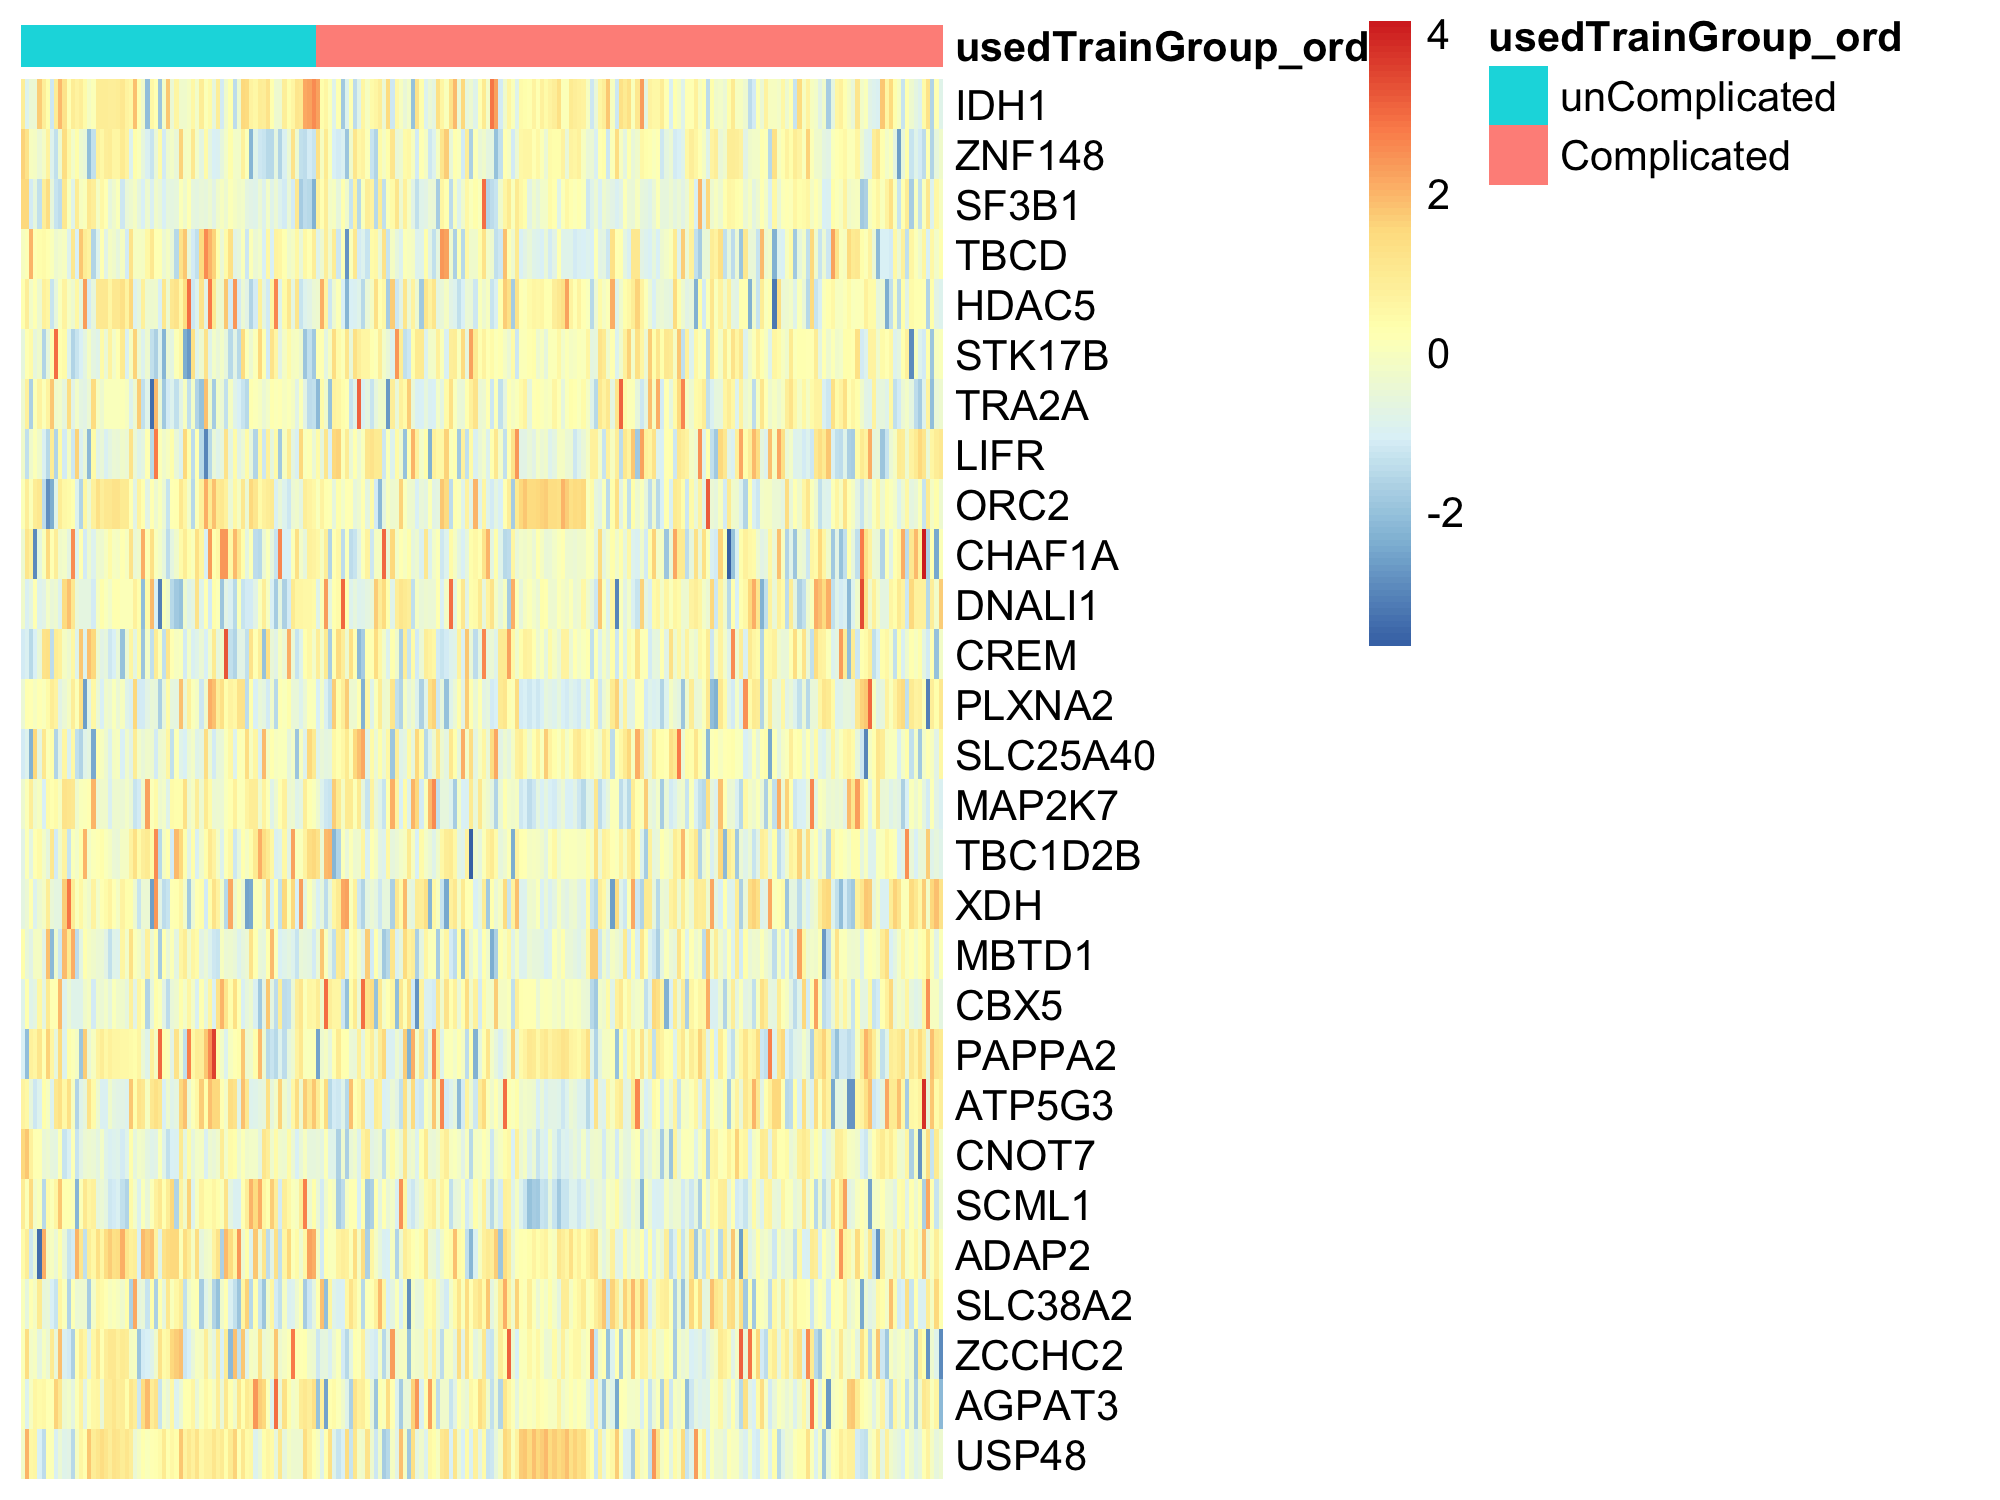 usedTrainGroup_ord
IDH1
ZNF148
SF3B1
TBCD
HDAC5
STK17B
TRA2A
LIFR
ORC2
CHAF1A
DNALI1
CREM
PLXNA2
SLC25A40
MAP2K7
TBC1D2B
XDH
MBTD1
CBX5
PAPPA2
ATP5G3
CNOT7
SCML1
ADAP2
SLC38A2
ZCCHC2
AGPAT3
USP48
4
2
0
-2
usedTrainGroup_ord
unComplicated
Complicated